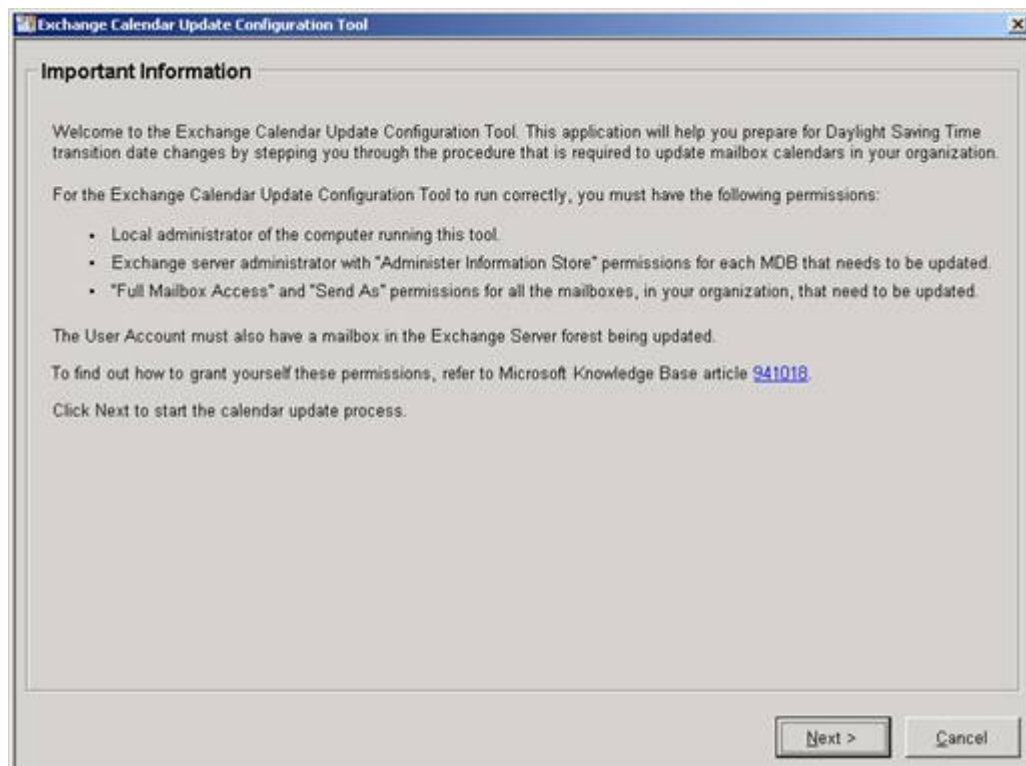 Exchange Calendar Update Configuration Tool
Important Information
Welcome to the Exchange Calendar Update Configuration Tool. This application will help you prepare for Daylight Saving Time
transition date changes by stepping you through the procedure that is required to update mailbox calendars in your organization.
For the Exchange Calendar Update Configuration Tool to run correctly, you must have the following permissions:
• Local administrator of the computer running this tool.
• Exchange server administrator with "Administer Information Store" permissions for each MDB that needs to be updated.
• "Full Mailbox Access" and "Send As" permissions for all the mailboxes, in your organization, that need to be updated.
The User Account must also have a mailbox in the Exchange Server forest being updated.
To find out how to grant yourself these permissions, refer to Microsoft Knowledge Base article 941018.
Click Next to start the calendar update process.
Next >
Cancel